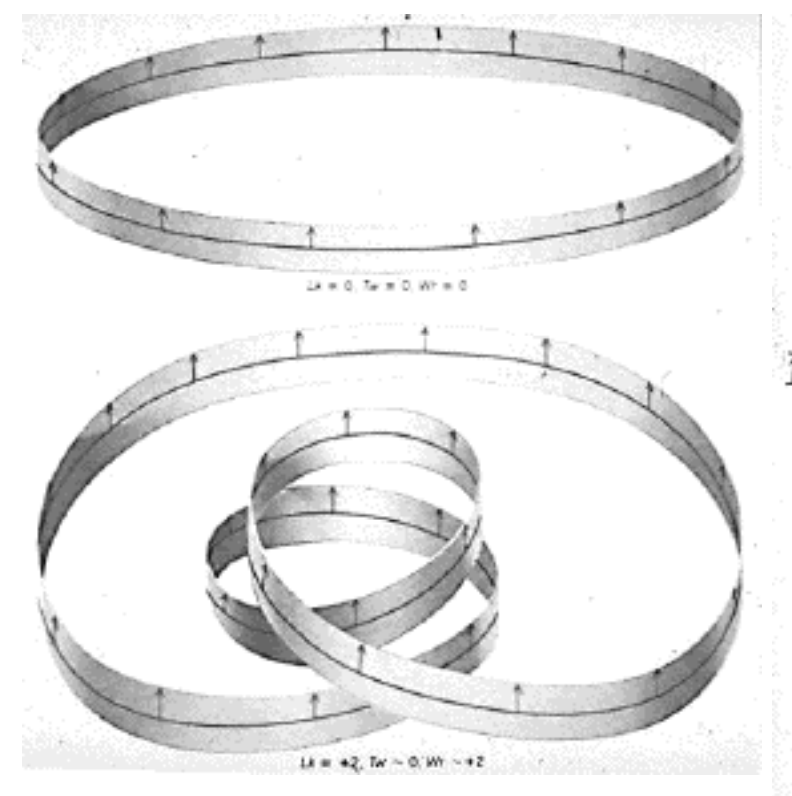 Lk = 0, Tw = 0, Wr = 0
Lk = +2, Tw ~ 0, Wr ~ +2